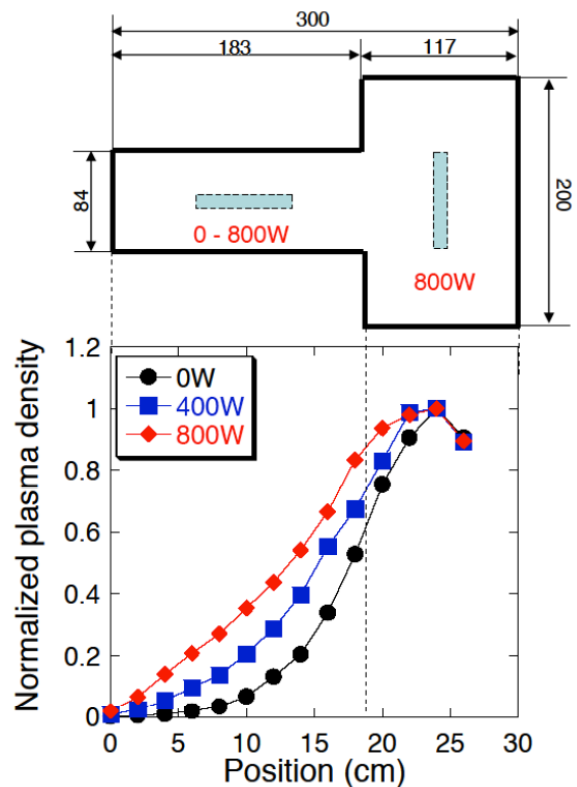 300
183 117
84
200
0 - 800W
800W
1.2
1
0.8
0.6
0.4
0.2
0
0W
400W
800W
Normalized plasma density
0 5 10 15 20 25 30
Position (cm)